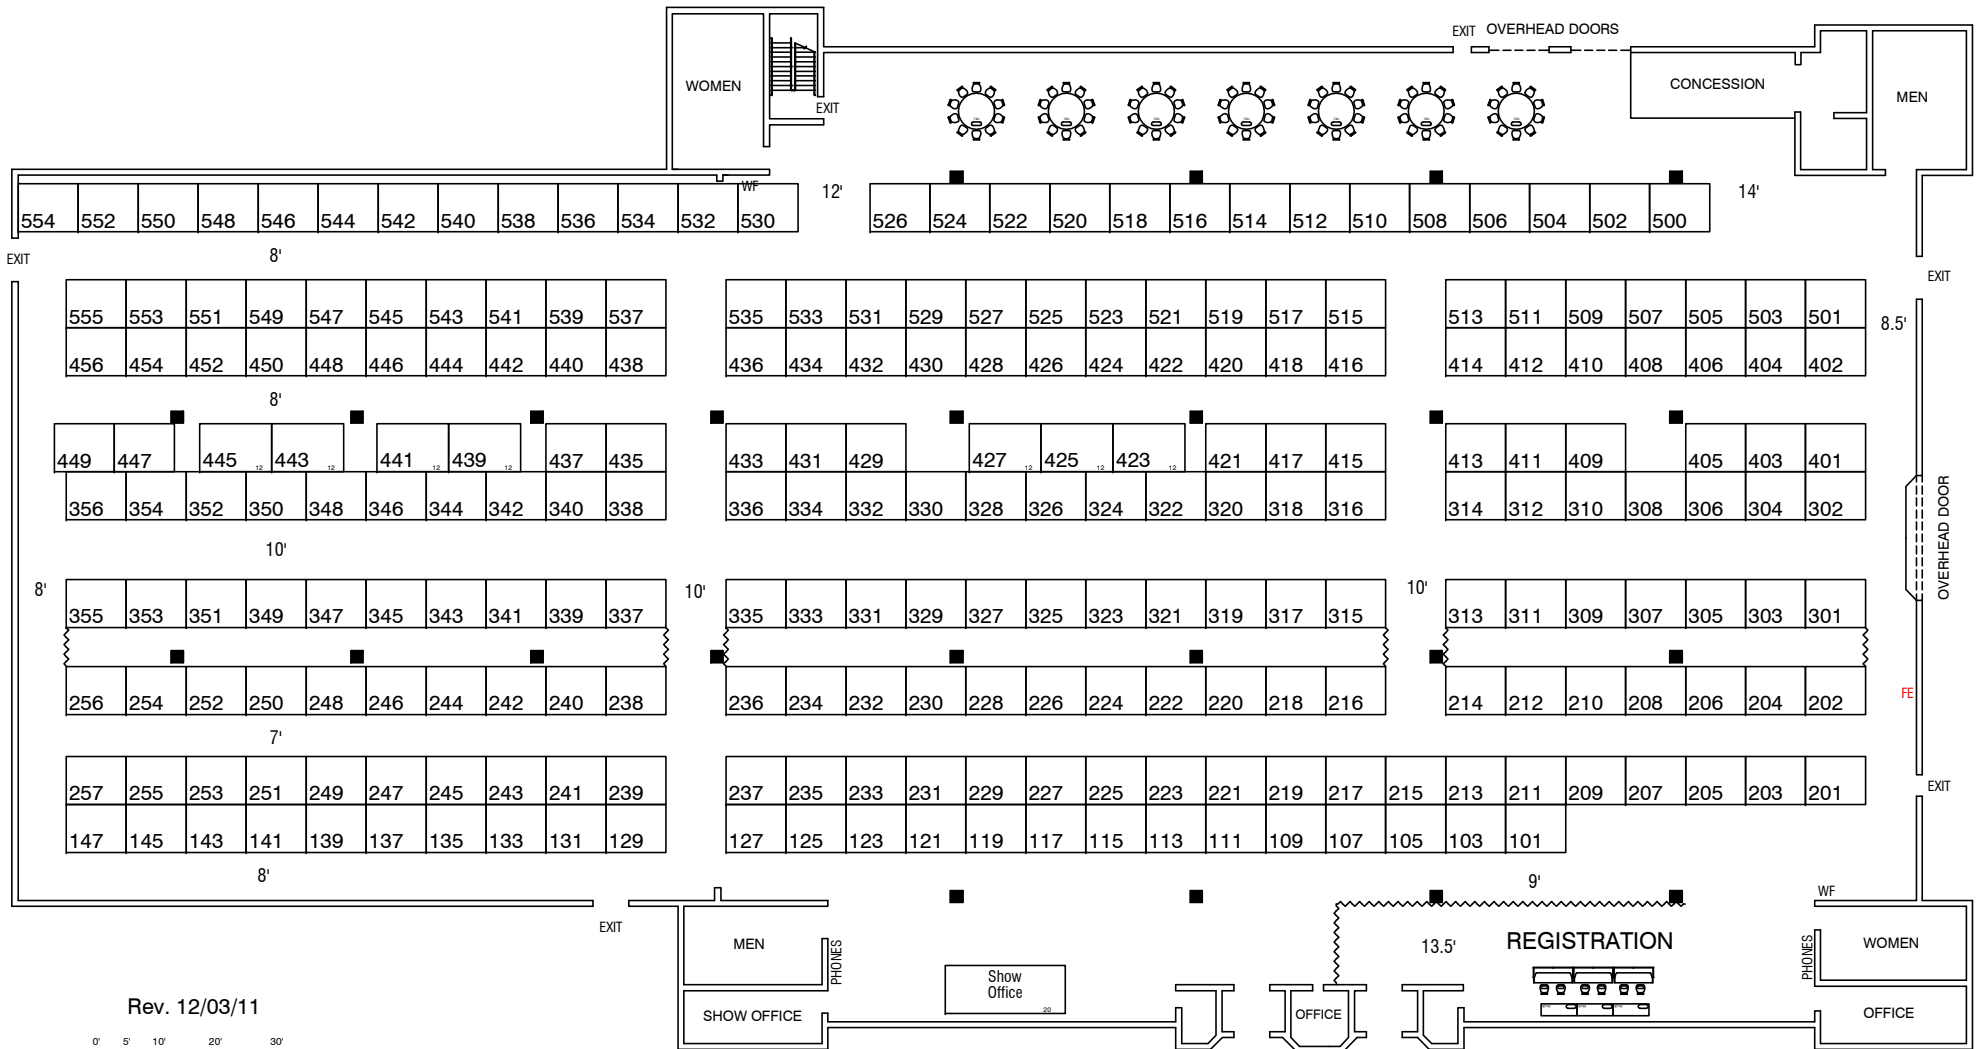 EXIT OVERHEAD DOORS
WOMEN
CONCESSION
MEN
EXIT
WF
12'
14'
554 552 550 548 546 544 542 540 538 536 534 532 530 526 524 522 520 518 516 514 512 510 508 506 504 502 500
EXIT
8'
EXIT
555 553 551 549 547 545 543 541 539 537 535 533 531 529 527 525 523 521 519 517 515 513 511 509 507 505 503 501
8.5'
456 454 452 450 448 446 444 442 440 438 436 434 432 430 428 426 424 422 420 418 416 414 412 410 408 406 404 402
8'
449 447 445 12 443 12 441 12 439 12 437 435 433 431 429 427 12 425 12 423 12 421 417 415 413 411 409 405 403 401
356 354 352 350 348 346 344 342 340 338 336 334 332 330 328 326 324 322 320 318 316 314 312 310 308 306 304 302
OVERHEAD DOOR
10'
8'
10'
10'
355 353 351 349 347 345 343 341 339 337 335 333 331 329 327 325 323 321 319 317 315 313 311 309 307 305 303 301
256 254 252 250 248 246 244 242 240 238 236 234 232 230 228 226 224 222 220 218 216 214 212 210 208 206 204 202
FE
7'
257 255 253 251 249 247 245 243 241 239 237 235 233 231 229 227 225 223 221 219 217 215 213 211 209 207 205 203 201
EXIT
147 145 143 141 139 137 135 133 131 129 127 125 123 121 119 117 115 113 111 109 107 105 103 101
8'
9'
WF
EXIT
MEN
PHONES
13.5'
REGISTRATION
PHONES
WOMEN
Show
Office
20
Rev. 12/03/11
SHOW OFFICE
OFFICE
OFFICE
0' 5' 10' 20' 30'